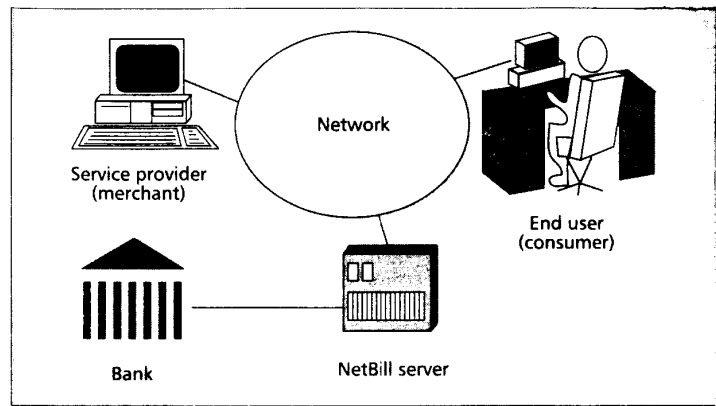 Network
Service provider
(merchant)
End user
(consumer)
Bank
NetBill server